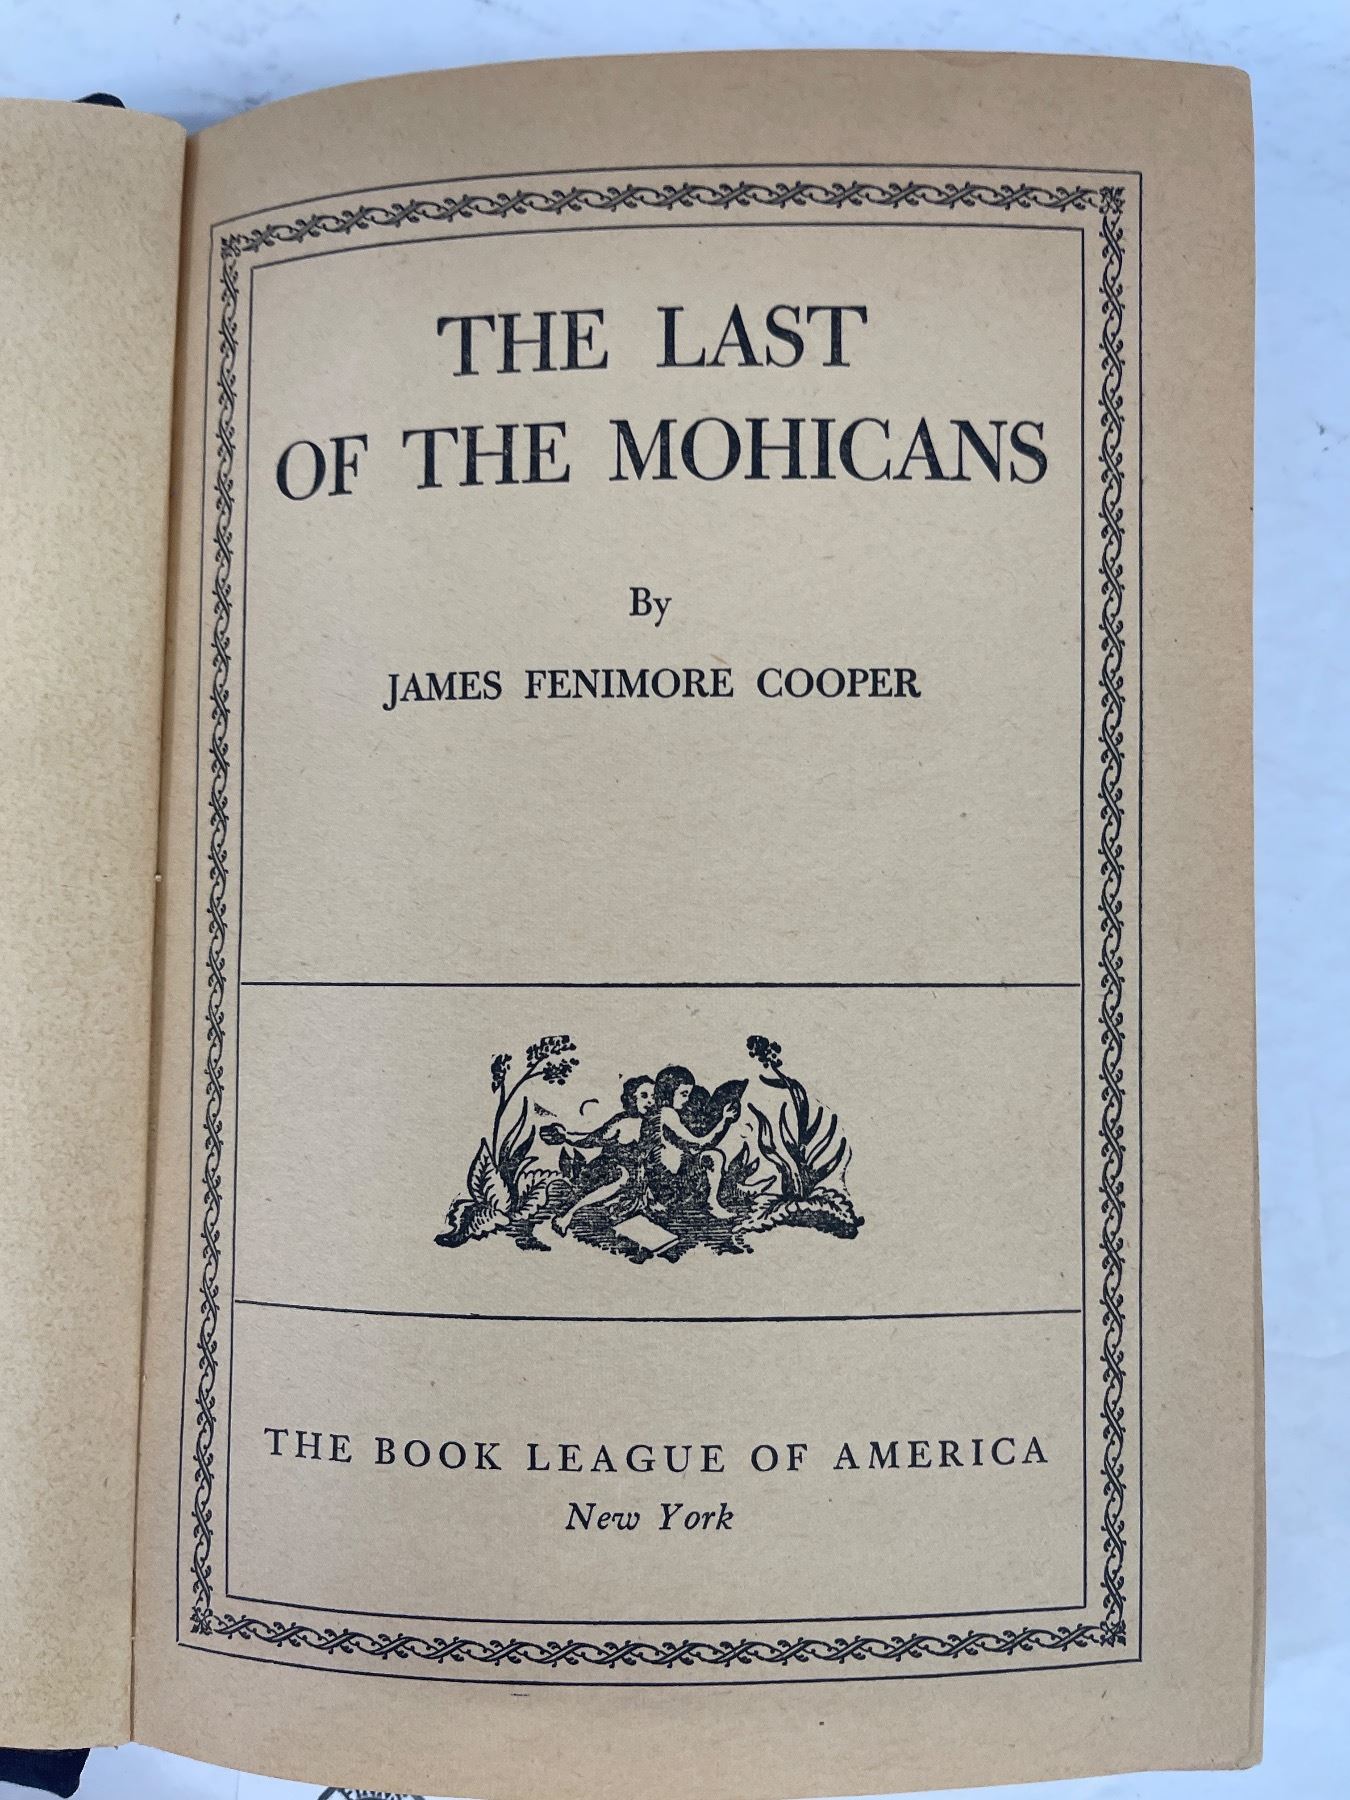 THE LAST
OF THE MOHICANS
By
JAMES FENIMORE COOPER
THE BOOK LEAGUE OF AMERICA
New York